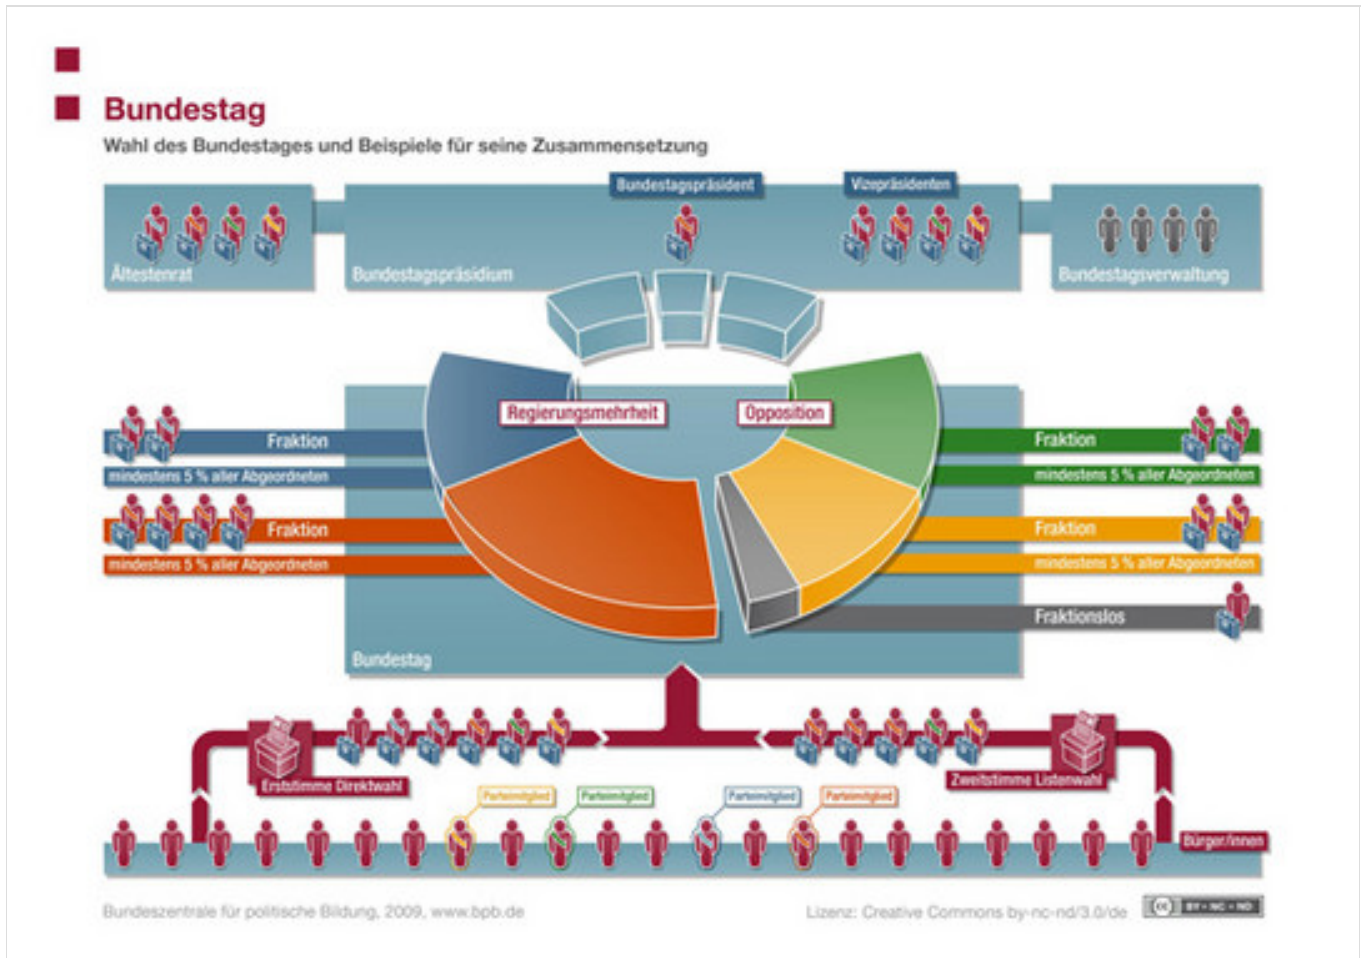 Bundestag
Wahl des Bundestages und Beispiele für seine Zusammensetzung
Bundestagspräsident
Vizepräsidenten
Ältestenrat
Bundestagspräsidium
Bundestagsverwaltung
Regierungsmehrheit
Opposition
Fraktion
mindestens 5 % aller Abgeordneten
Fraktion
mindestens 5 % aller Abgeordneten
Fraktion
mindestens 5 % aller Abgeordneten
Fraktion
mindestens 5 % aller Abgeordneten
Fraktionslos
Bundestag
Erststimme Direktwahl
Zweitstimme Listenwahl
Parteimitglied
Parteimitglied
Parteimitglied
Parteimitglied
Bürger/innen
Bundeszentrale für politische Bildung, 2009, www.bpb.de
Lizenz: Creative Commons by-nc-nd/3.0/de
cc BY - NC - ND